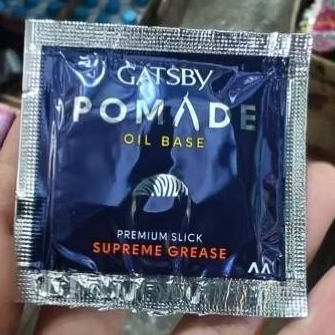 GATSBY
POMADE
OIL BASE
PREMIUM SLICK
SUPREME GREASE